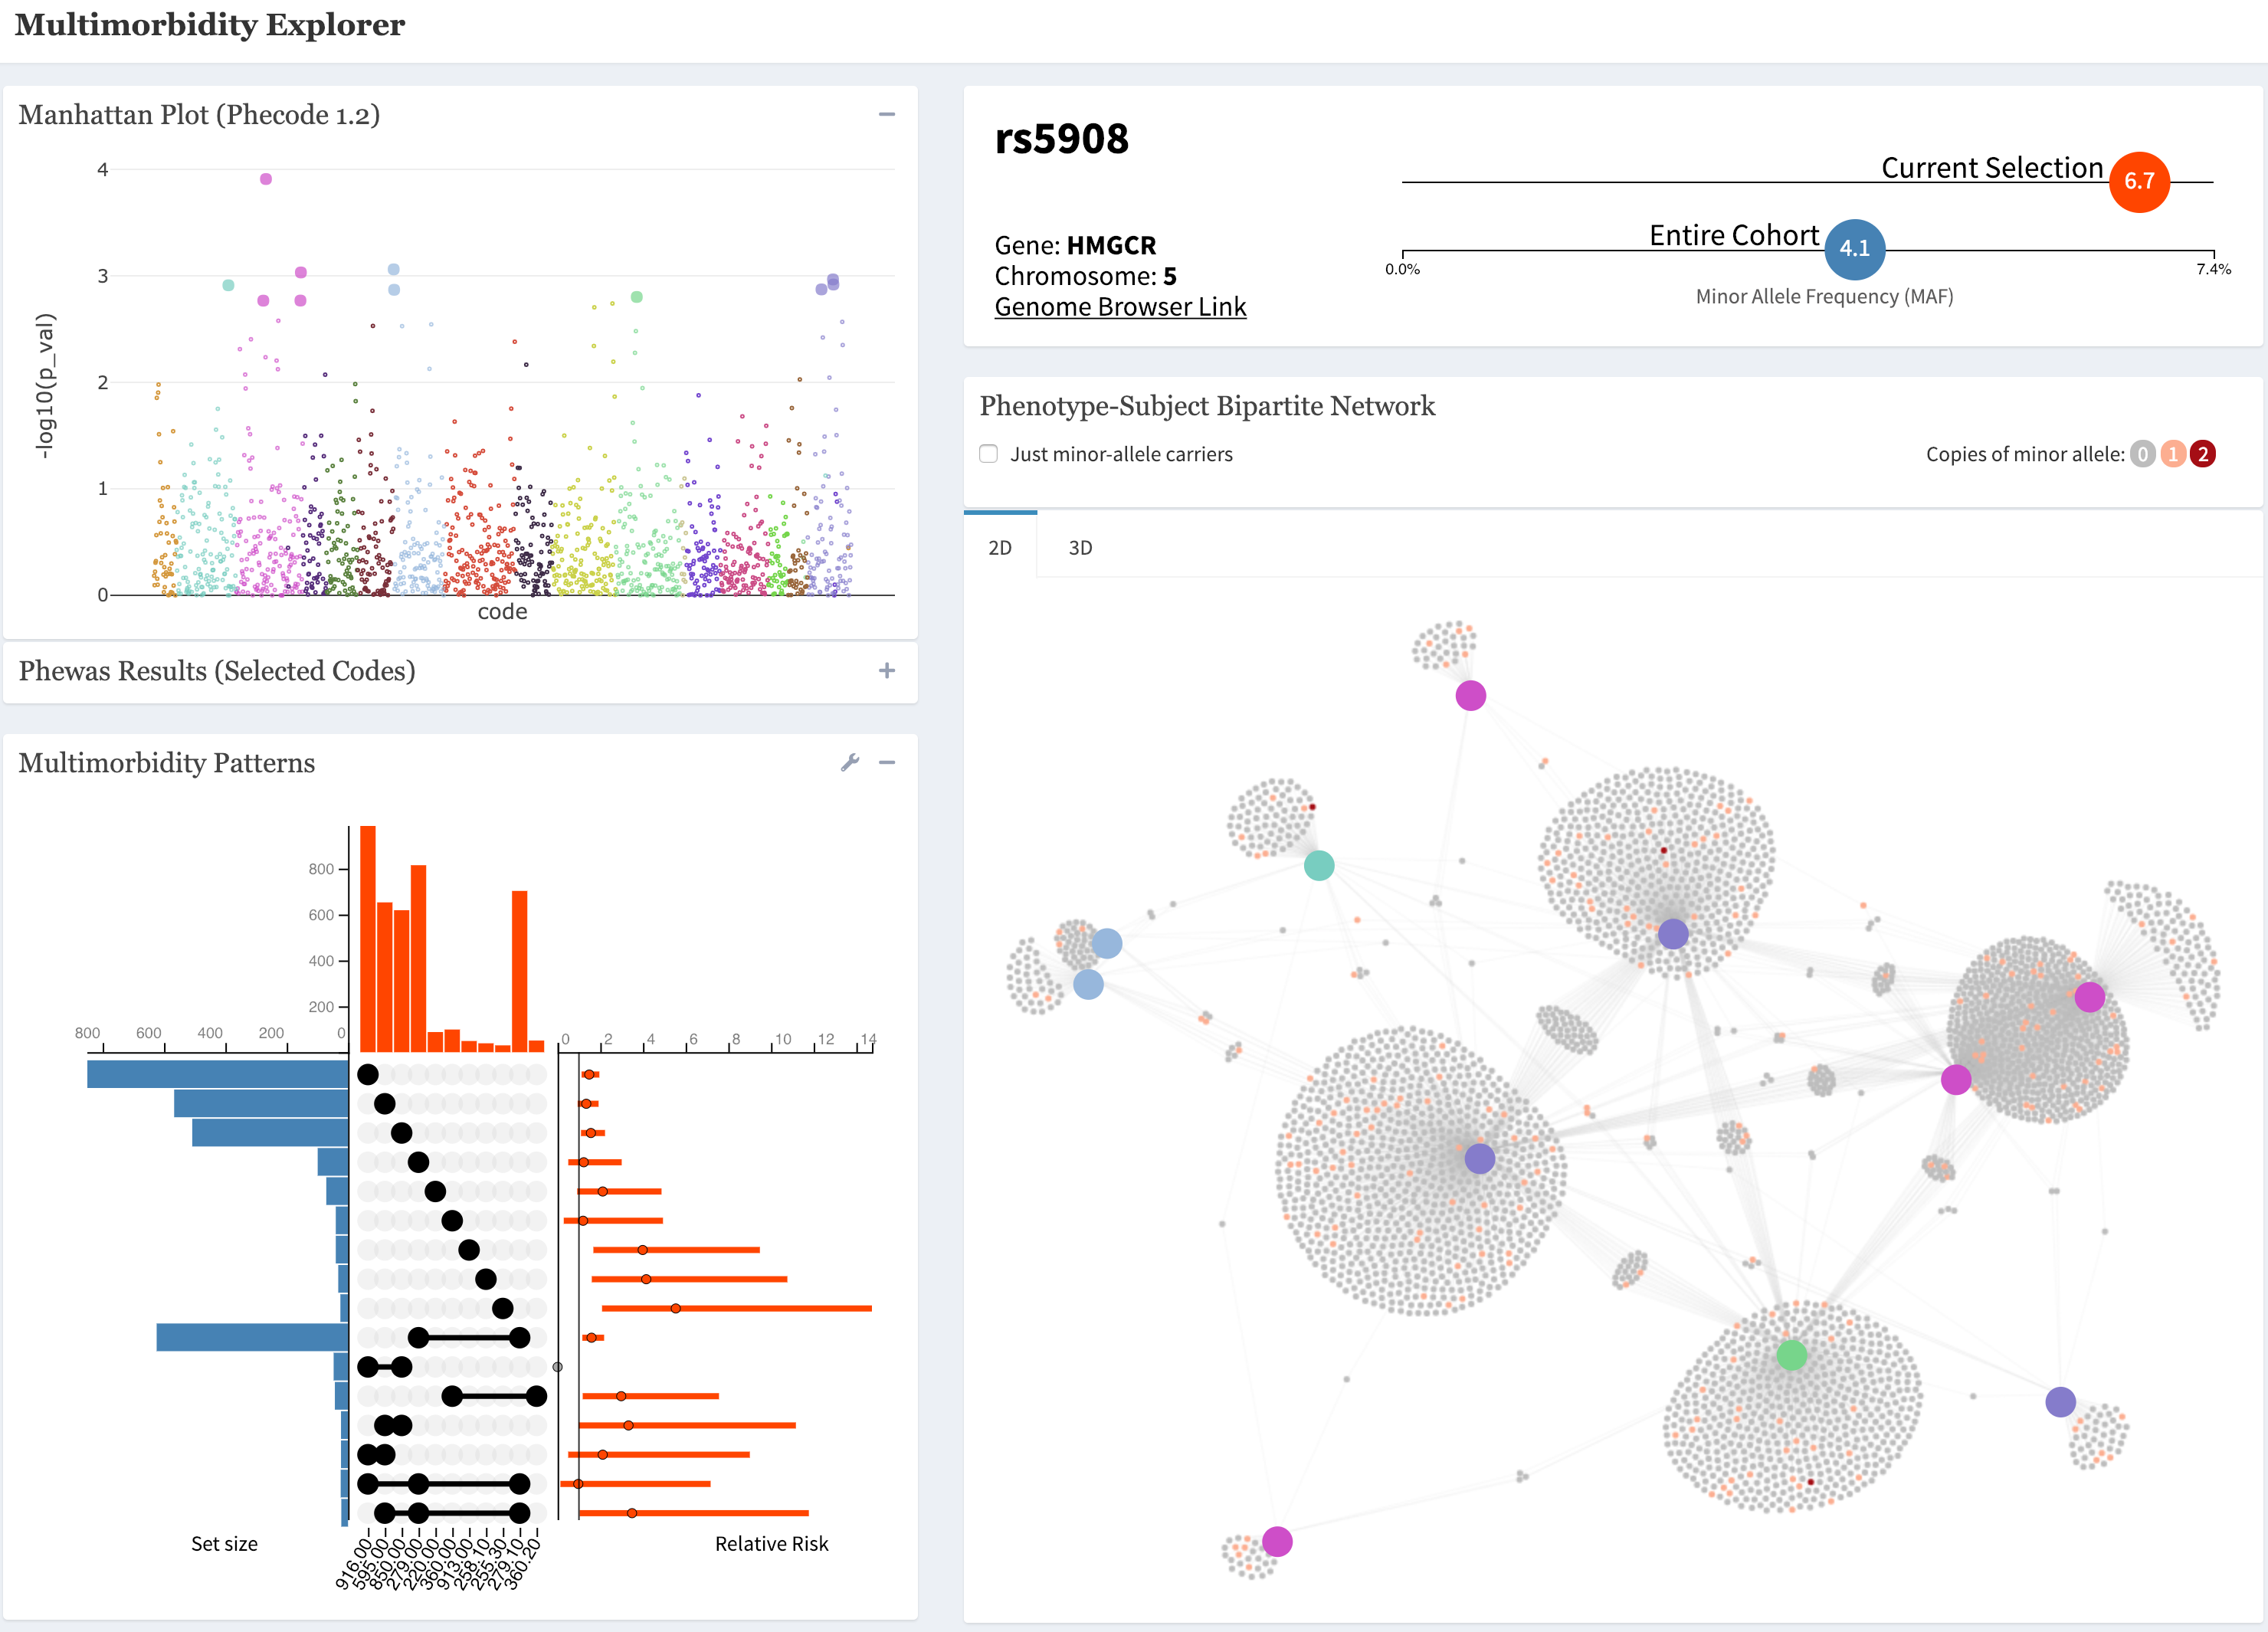 Multimorbidity Explorer
Manhattan Plot (Phecode 1.2)
4
3
2
1
0
-log10(p_val)
code
Phewas Results (Selected Codes)
Multimorbidity Patterns
800
600
400
200
800 600 400 200 0
0 2 4 6 8 10 12 14
Set size
Relative Risk
916.00
595.00
850.00
279.00
220.00
360.00
913.00
258.10
255.30
279.10
360.20
rs5908
Gene: HMGCR
Chromosome: 5
Genome Browser Link
Current Selection 6.7
Entire Cohort 4.1
0.0% 7.4%
Minor Allele Frequency (MAF)
Phenotype-Subject Bipartite Network
Just minor-allele carriers
Copies of minor allele: 0 1 2
2D 3D